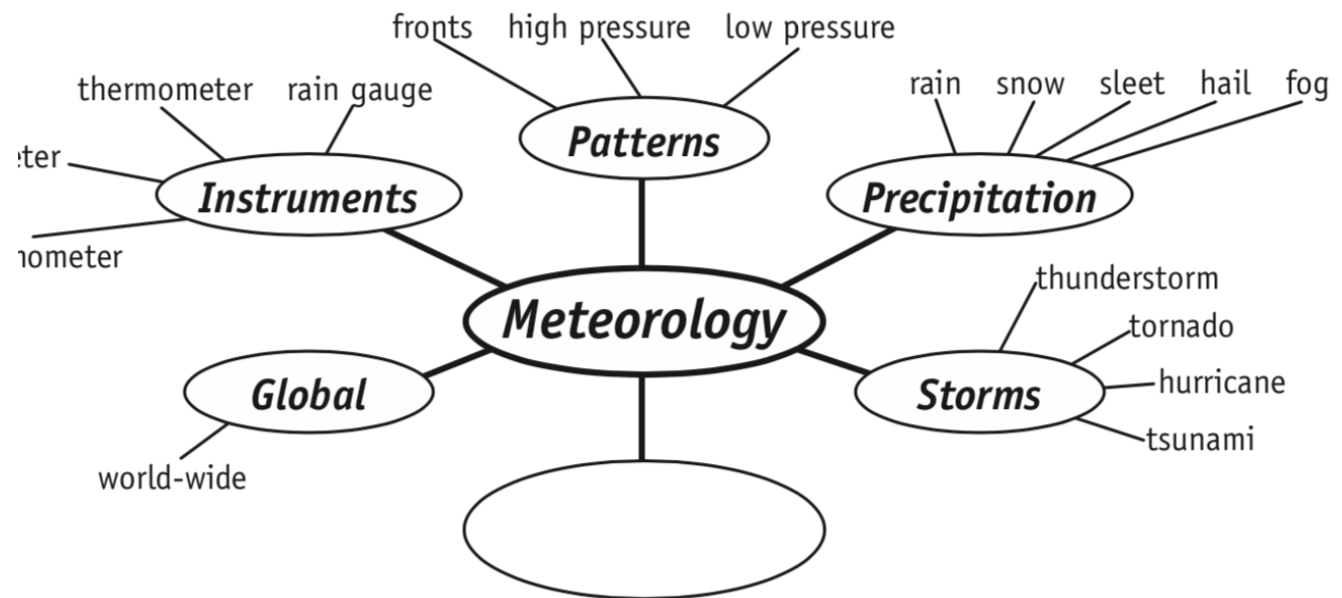 fronts high pressure low pressure
thermometer rain gauge
rain snow sleet hail fog
Patterns
Instruments
Precipitation
Meteorology
thunderstorm
tornado
hurricane
tsunami
Global
Storms
world-wide